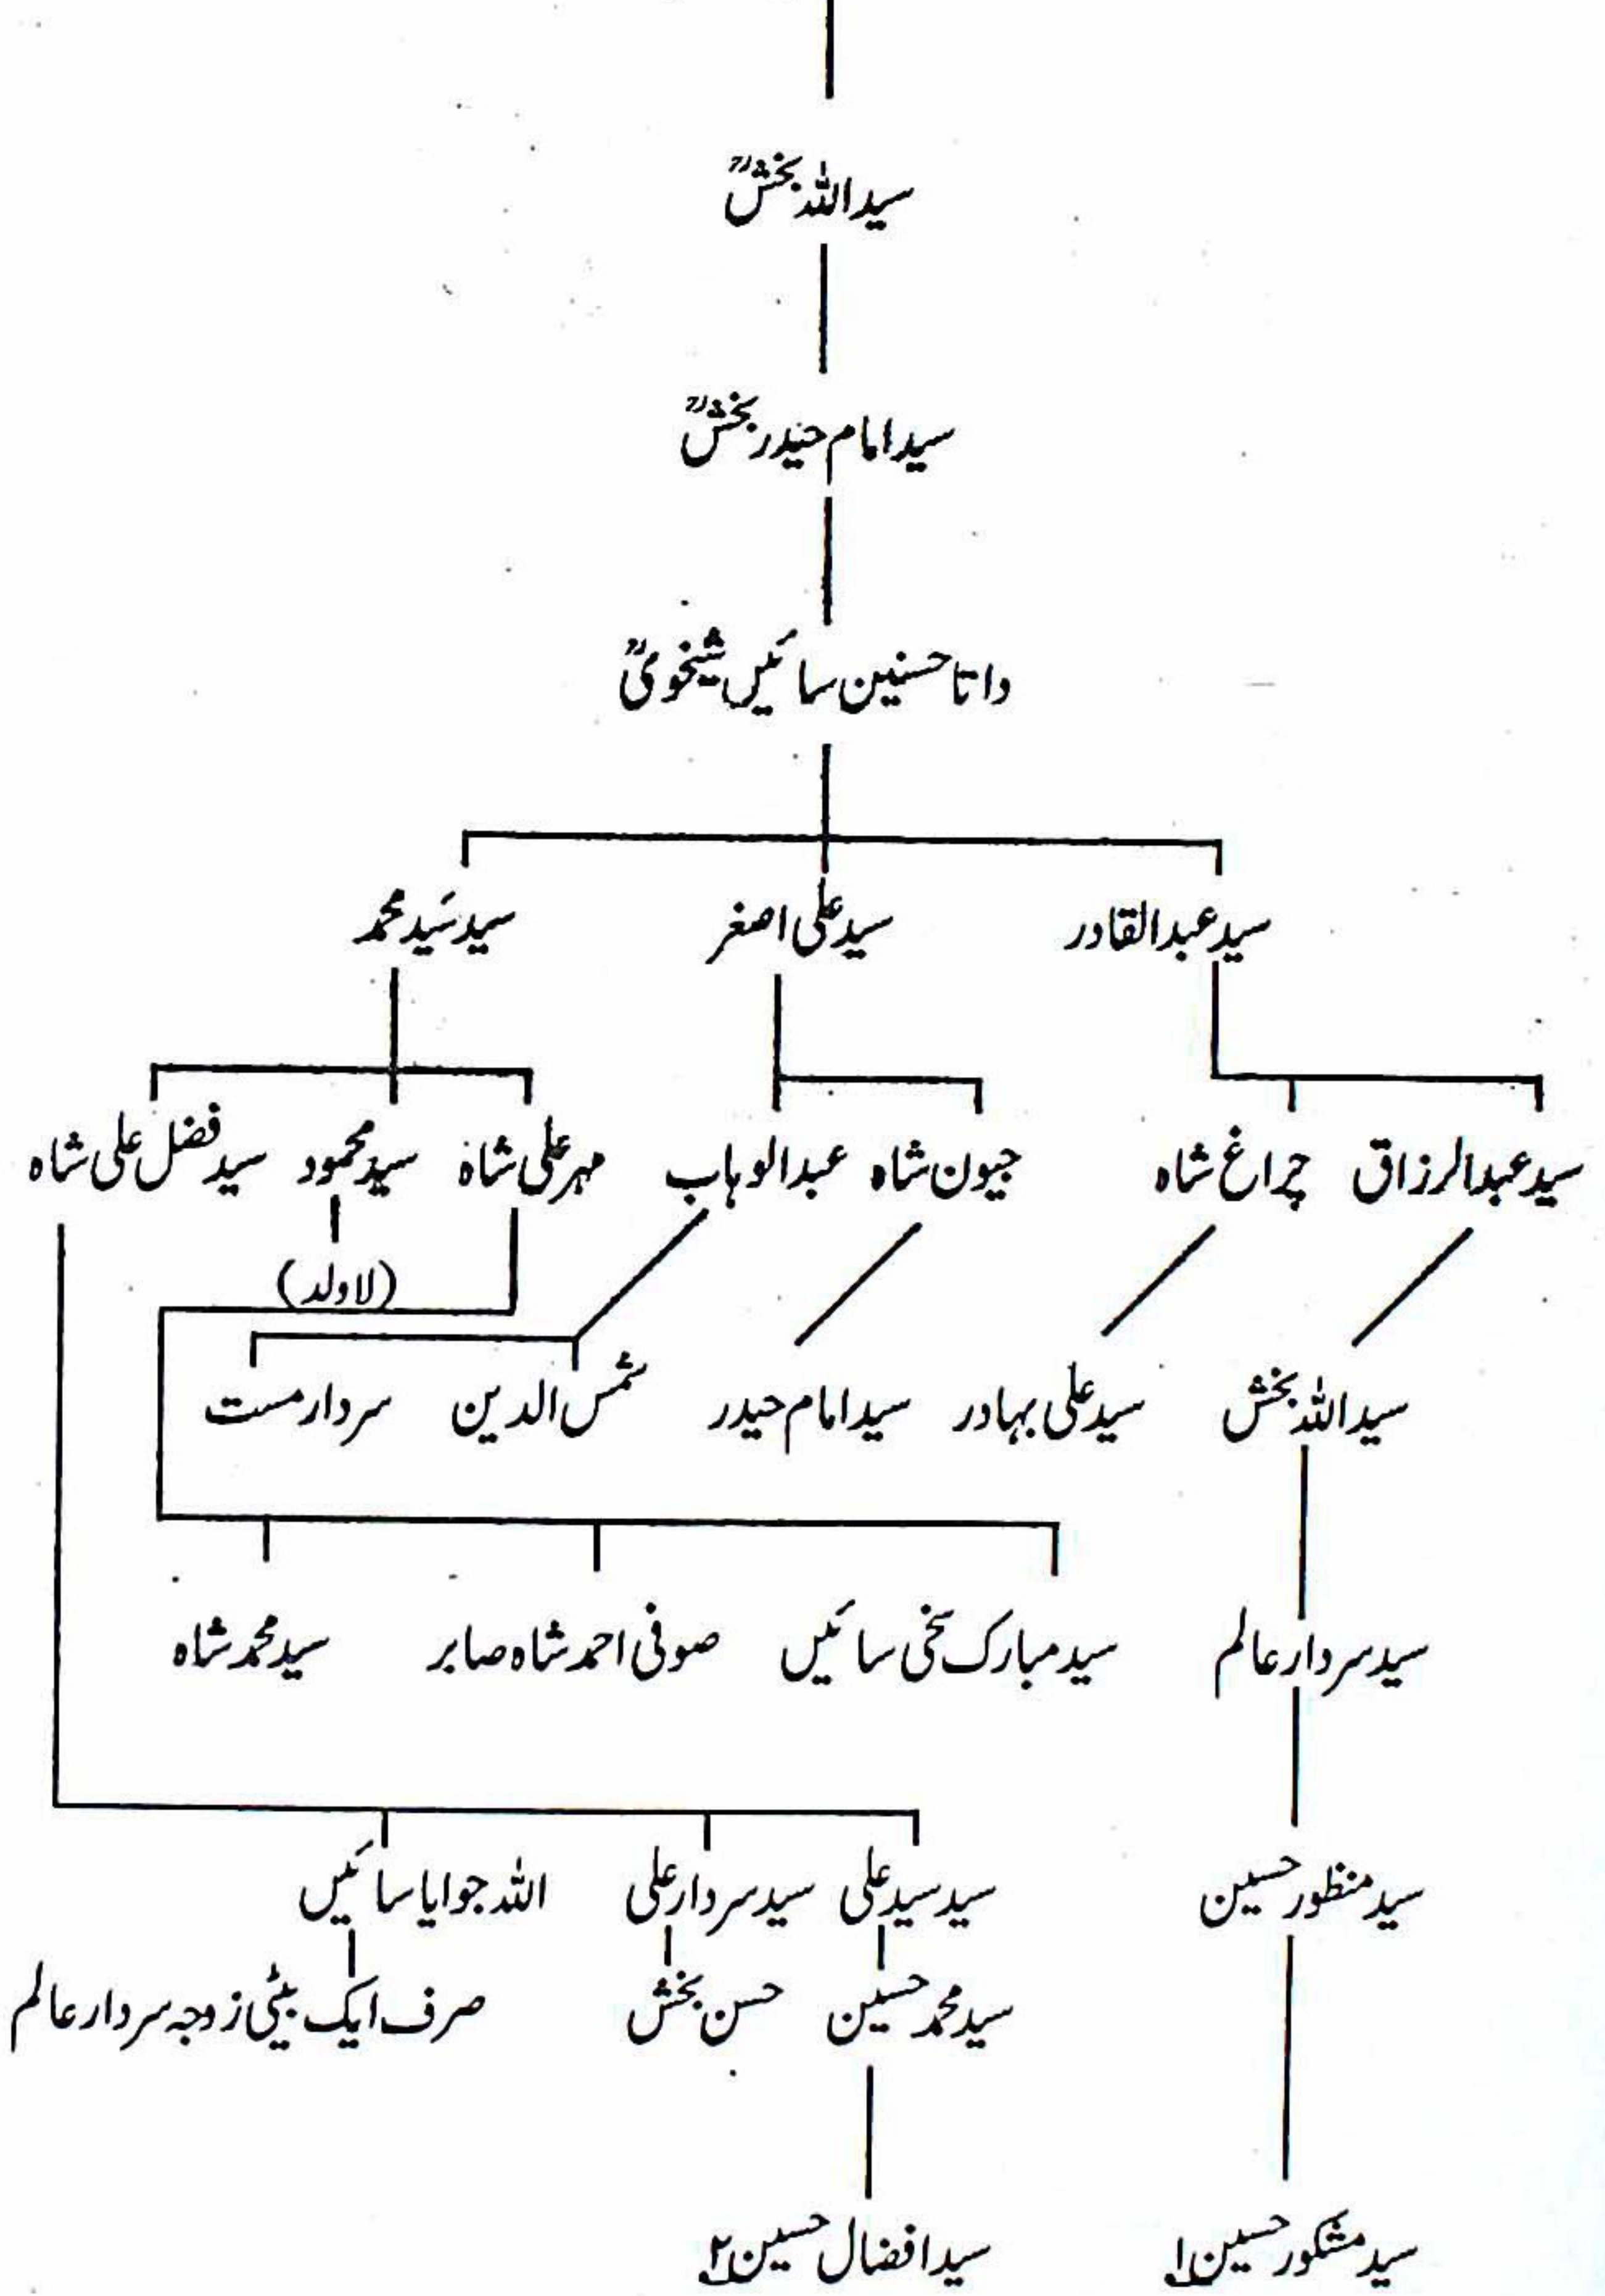 سید اللہ بخشؒ
سید امام حیدر بخشؒ
داتا حسنین سائیں شیخویؒ
سید عبدالقادر سید علی اصغر سید سَید محمد
سید عبدالرزاق چراغ شاہ جیون شاہ عبدالوہاب مہر علی شاہ سید محمود سید فضل علی شاہ
(لاولد)
سید اللہ بخش سید علی بہادر سید امام حیدر شمس الدین سردار مست
سید سردار عالم سید مبارک سخی سائیں صوفی احمد شاہ صابر سید محمد شاہ
سید منظور حسین سید سید علی سید سردار علی اللہ جوایا سائیں
سید محمد حسین حسن بخش صرف ایک بیٹی زوجہ سردار عالم
سید مشکور حسین ۱ سید افضال حسین ۲